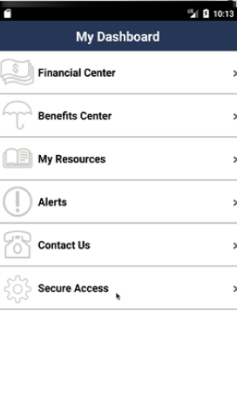 10:13
My Dashboard
Financial Center
Benefits Center
My Resources
Alerts
Contact Us
Secure Access